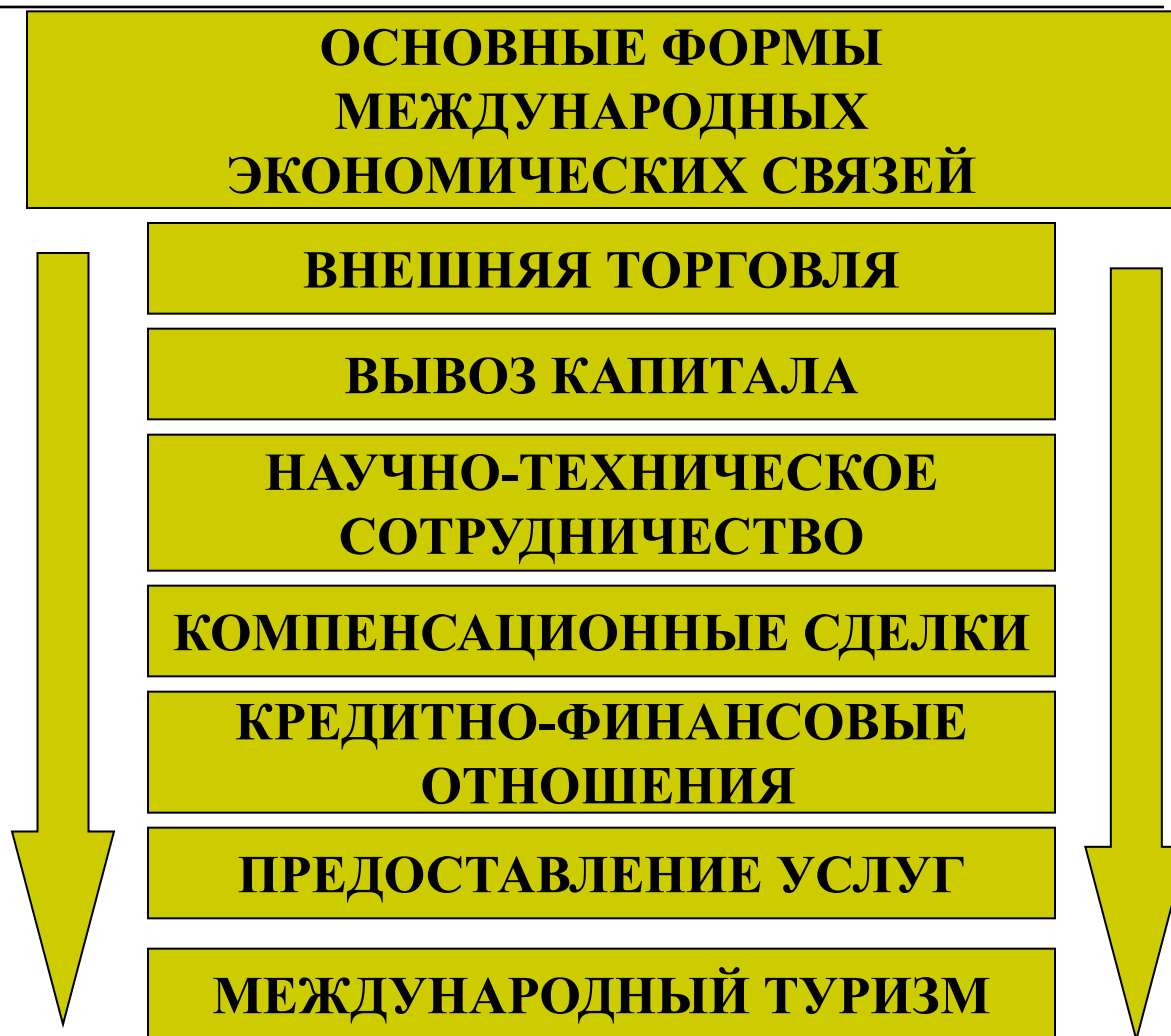 ОСНОВНЫЕ ФОРМЫ
МЕЖДУНАРОДНЫХ
ЭКОНОМИЧЕСКИХ СВЯЗЕЙ
ВНЕШНЯЯ ТОРГОВЛЯ
ВЫВОЗ КАПИТАЛА
НАУЧНО-ТЕХНИЧЕСКОЕ
СОТРУДНИЧЕСТВО
КОМПЕНСАЦИОННЫЕ СДЕЛКИ
КРЕДИТНО-ФИНАНСОВЫЕ
ОТНОШЕНИЯ
ПРЕДОСТАВЛЕНИЕ УСЛУГ
МЕЖДУНАРОДНЫЙ ТУРИЗМ